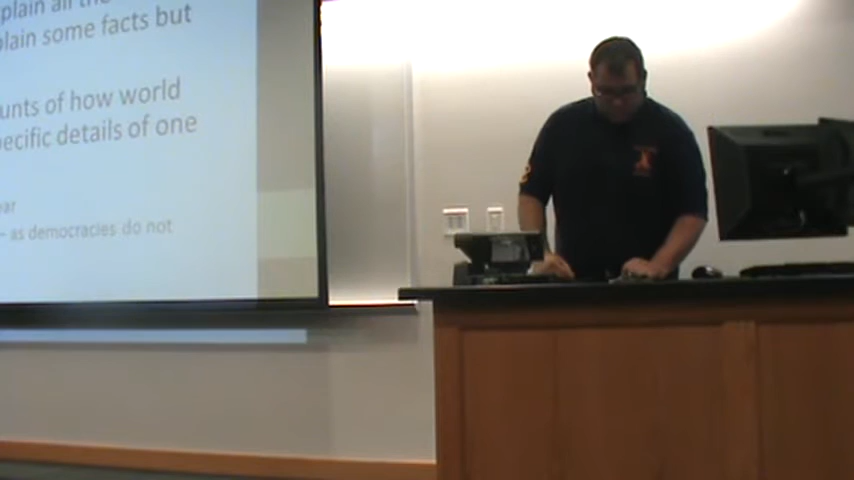 plain all the
plain some facts but
unts of how world
ecific details of one
ear
– as democracies do not